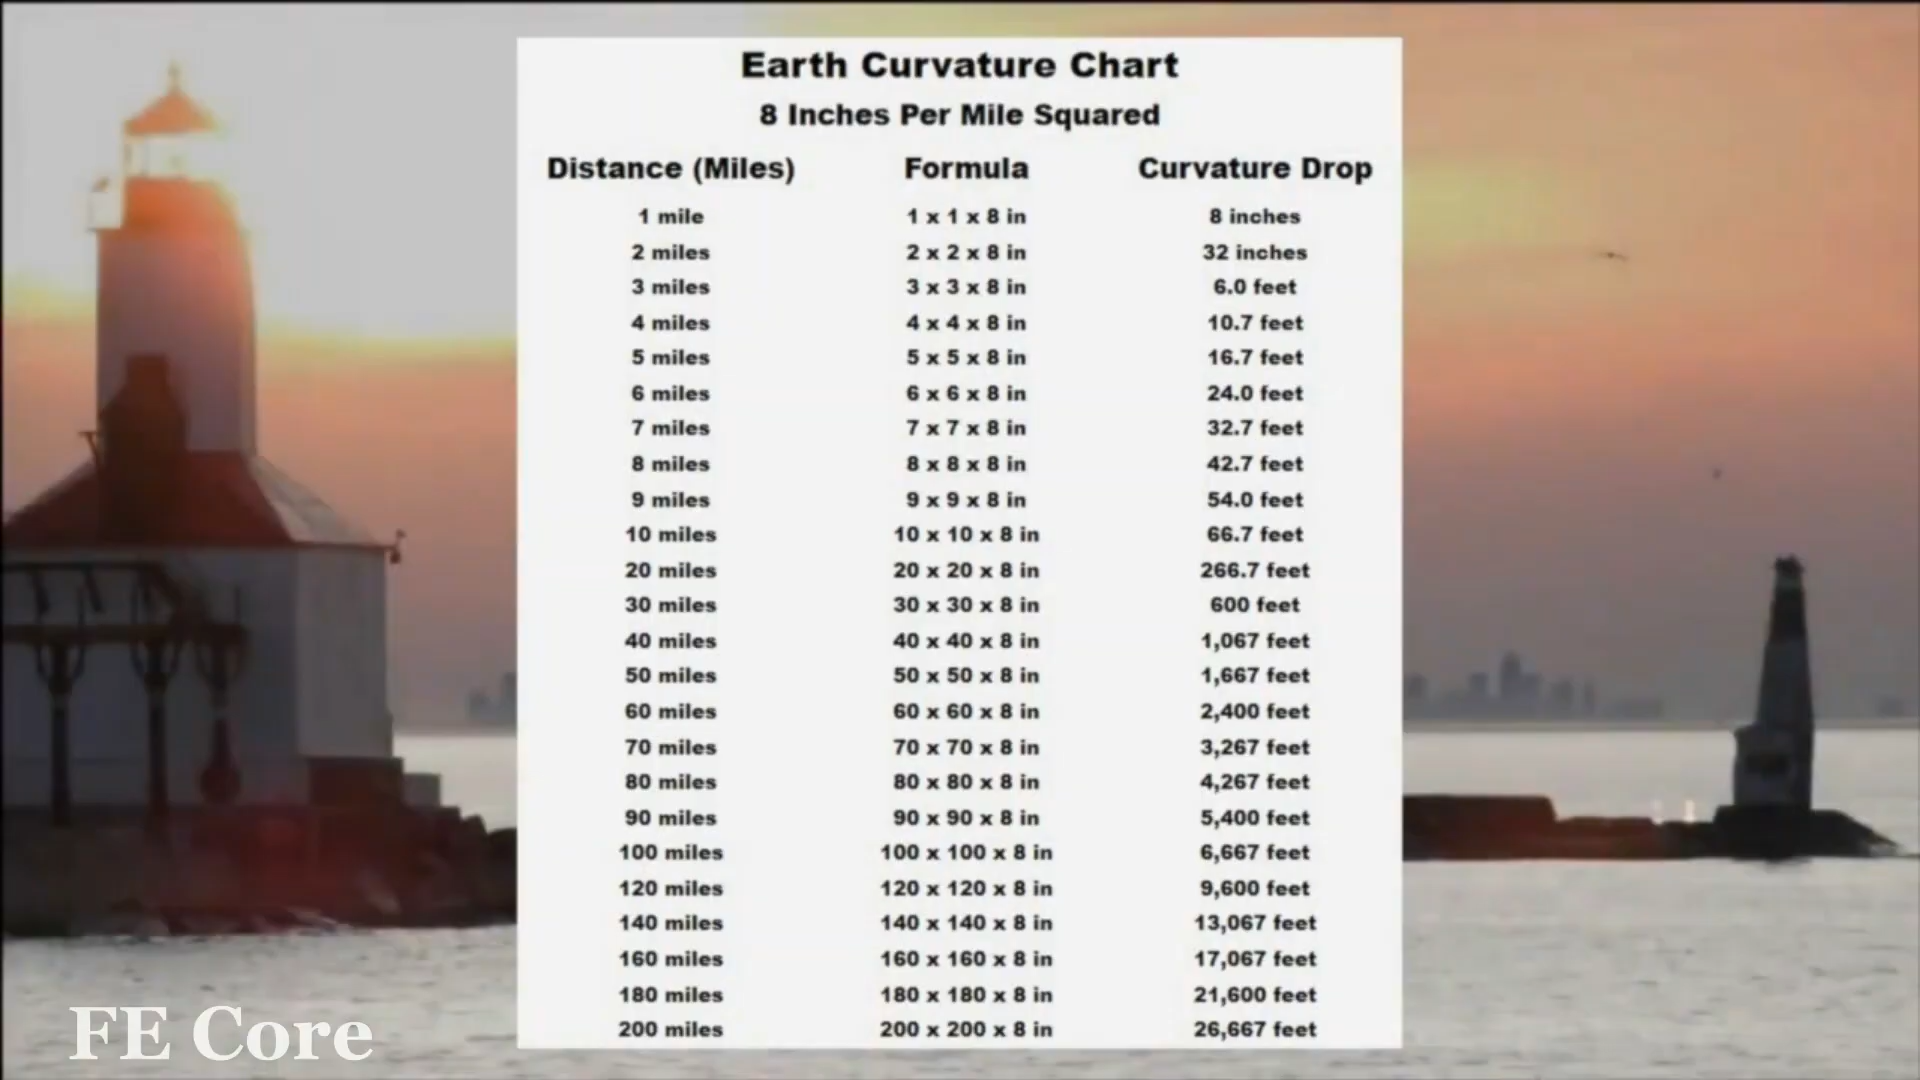 Earth Curvature Chart
8 Inches Per Mile Squared
Distance (Miles) Formula Curvature Drop
1 mile 1 x 1 x 8 in 8 inches
2 miles 2 x 2 x 8 in 32 inches
3 miles 3 x 3 x 8 in 6.0 feet
4 miles 4 x 4 x 8 in 10.7 feet
5 miles 5 x 5 x 8 in 16.7 feet
6 miles 6 x 6 x 8 in 24.0 feet
7 miles 7 x 7 x 8 in 32.7 feet
8 miles 8 x 8 x 8 in 42.7 feet
9 miles 9 x 9 x 8 in 54.0 feet
10 miles 10 x 10 x 8 in 66.7 feet
20 miles 20 x 20 x 8 in 266.7 feet
30 miles 30 x 30 x 8 in 600 feet
40 miles 40 x 40 x 8 in 1,067 feet
50 miles 50 x 50 x 8 in 1,667 feet
60 miles 60 x 60 x 8 in 2,400 feet
70 miles 70 x 70 x 8 in 3,267 feet
80 miles 80 x 80 x 8 in 4,267 feet
90 miles 90 x 90 x 8 in 5,400 feet
100 miles 100 x 100 x 8 in 6,667 feet
120 miles 120 x 120 x 8 in 9,600 feet
140 miles 140 x 140 x 8 in 13,067 feet
160 miles 160 x 160 x 8 in 17,067 feet
180 miles 180 x 180 x 8 in 21,600 feet
200 miles 200 x 200 x 8 in 26,667 feet
FE Core